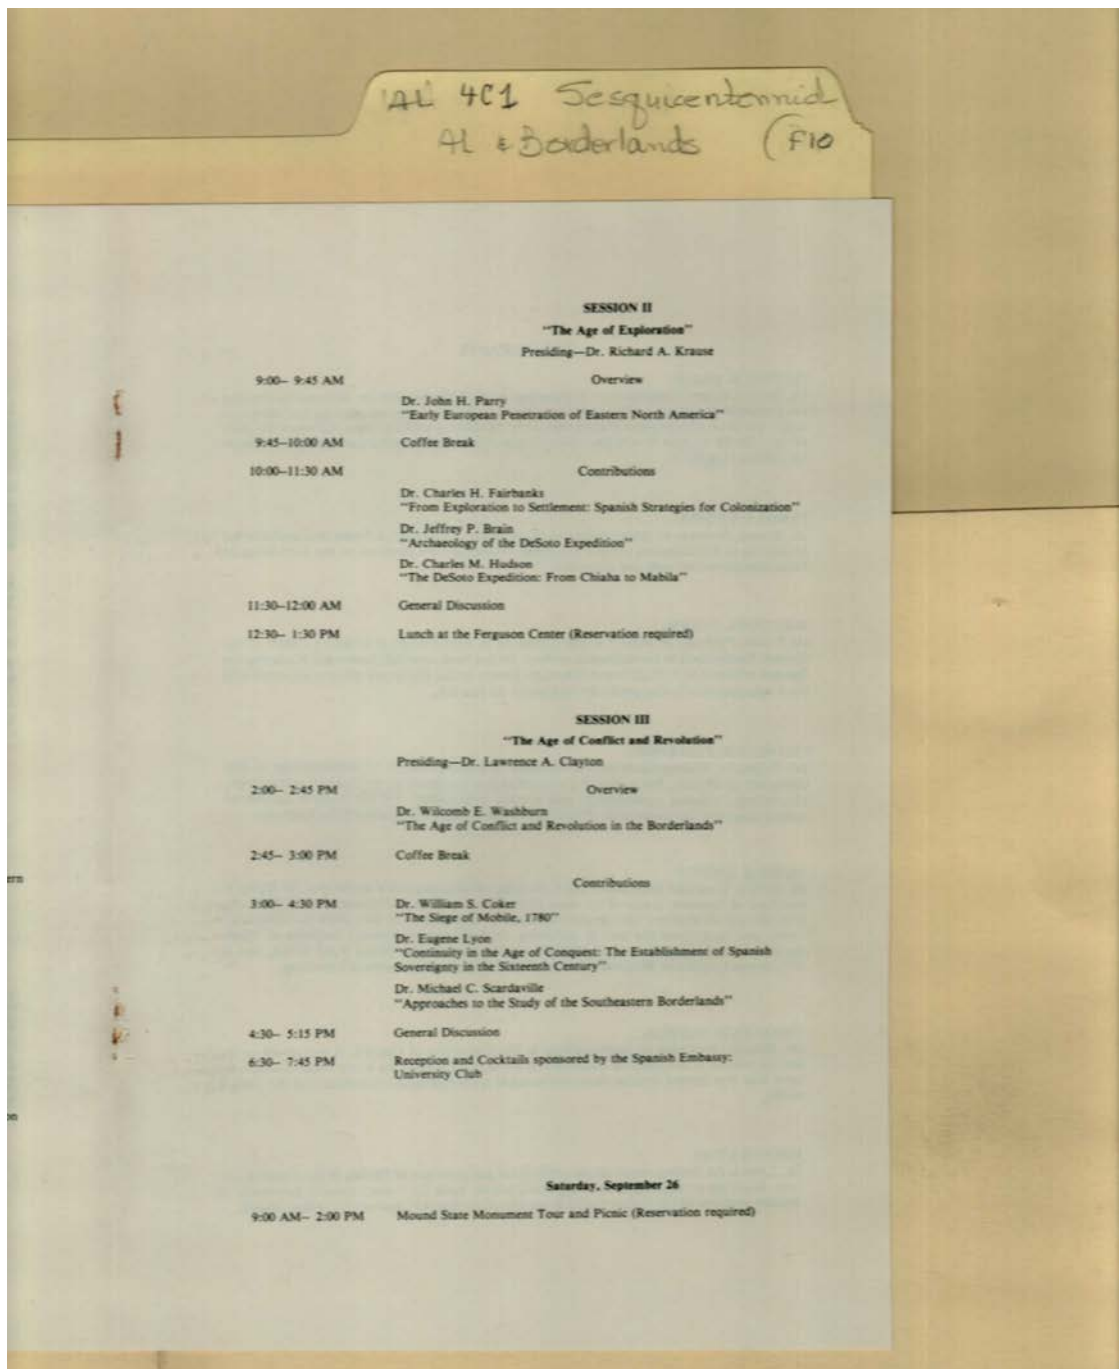 AL 4C1 Sesquicentennial
AL & Borderlands (F10
SESSION II
"The Age of Exploration"
Presiding—Dr. Richard A. Krause
9:00– 9:45 AM Overview
Dr. John H. Parry
"Early European Penetration of Eastern North America"
9:45–10:00 AM Coffee Break
10:00–11:30 AM Contributions
Dr. Charles H. Fairbanks
"From Exploration to Settlement: Spanish Strategies for Colonization"
Dr. Jeffrey P. Brain
"Archaeology of the DeSoto Expedition"
Dr. Charles M. Hudson
"The DeSoto Expedition: From Chiaha to Mabila"
11:30–12:00 AM General Discussion
12:30– 1:30 PM Lunch at the Ferguson Center (Reservation required)
SESSION III
"The Age of Conflict and Revolution"
Presiding—Dr. Lawrence A. Clayton
2:00– 2:45 PM Overview
Dr. Wilcomb E. Washburn
"The Age of Conflict and Revolution in the Borderlands"
2:45– 3:00 PM Coffee Break
ern
Contributions
3:00– 4:30 PM Dr. William S. Coker
"The Siege of Mobile, 1780"
Dr. Eugene Lyon
"Continuity in the Age of Conquest: The Establishment of Spanish
Sovereignty in the Sixteenth Century"
Dr. Michael C. Scardaville
"Approaches to the Study of the Southeastern Borderlands"
4:30– 5:15 PM General Discussion
6:30– 7:45 PM Reception and Cocktails sponsored by the Spanish Embassy:
University Club
on
Saturday, September 26
9:00 AM– 2:00 PM Mound State Monument Tour and Picnic (Reservation required)